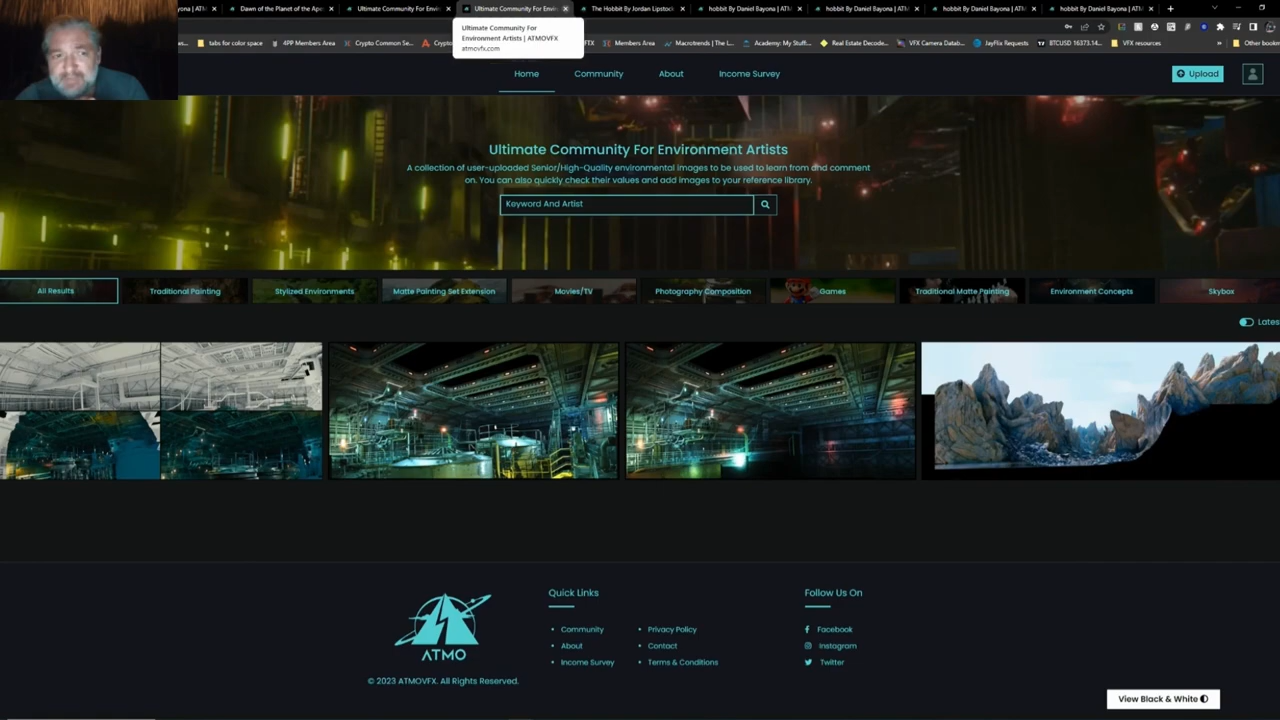 ayona | ATM
Dawn of the Planet of the Ape
Ultimate Community For Envi
Ultimate Community For Envir
The Hobbit By Jordan Lipstock
hobbit By Daniel Bayona | ATM
hobbit By Daniel Bayona | ATM
hobbit By Daniel Bayona | ATM
hobbit By Daniel Bayona | ATM
tabs for color space
4PP Members Area
Crypto Common Se...
Crypto
FTX
Members Area
Macrotrends | The L...
Academy: My Stuff...
Real Estate Decode...
VFX Camera Datab...
JayFlix Requests
BTCUSD 16373.14...
VFX resources
Other bookm
Ultimate Community For
Environment Artists | ATMOVFX
atmovfx.com
Home
Community
About
Income Survey
Upload
Ultimate Community For Environment Artists
A collection of user-uploaded Senior/High-Quality environmental images to be used to learn from and comment
on. You can also quickly check their values and add images to your reference library.
Keyword And Artist
All Results
Traditional Painting
Stylized Environments
Matte Painting Set Extension
Movies/TV
Photography Composition
Games
Traditional Matte Painting
Environment Concepts
Skybox
Lates
ATMO
© 2023 ATMOVFX. All Rights Reserved.
Quick Links
Community
About
Income Survey
Privacy Policy
Contact
Terms & Conditions
Follow Us On
Facebook
Instagram
Twitter
View Black & White